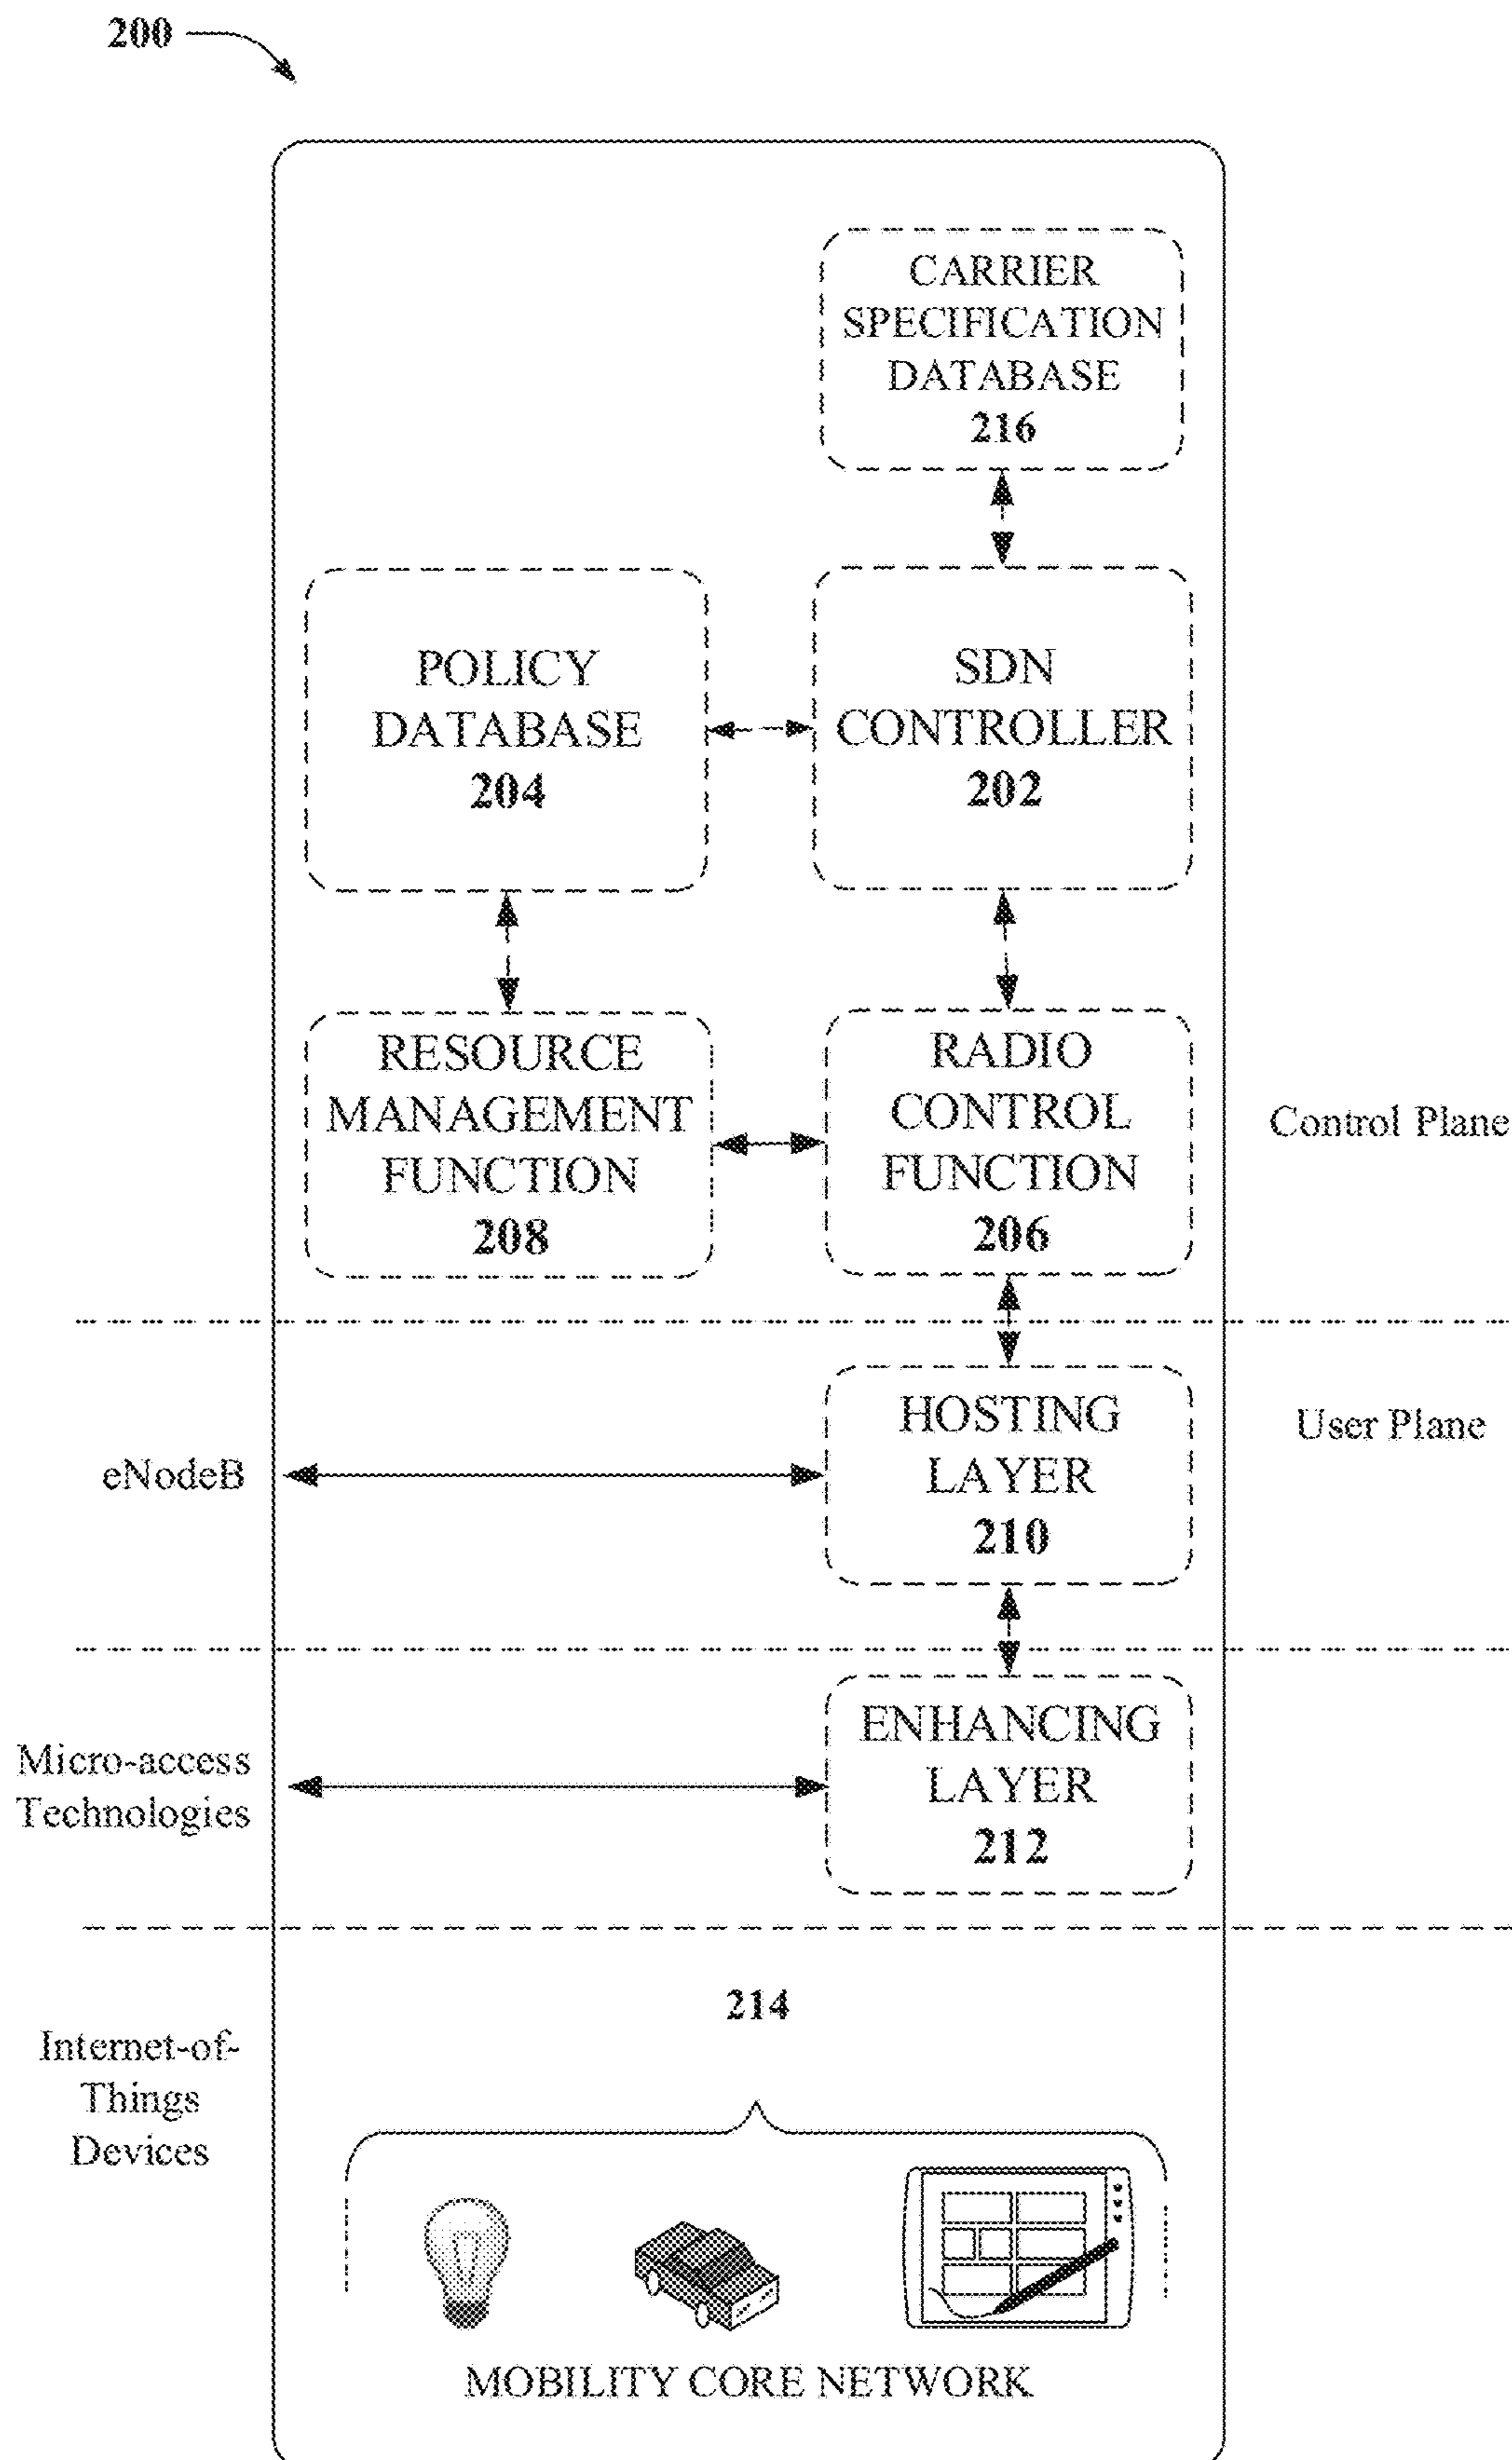 200
CARRIER
SPECIFICATION
DATABASE
216
POLICY
DATABASE
204
SDN
CONTROLLER
202
RESOURCE
MANAGEMENT
FUNCTION
208
RADIO
CONTROL
FUNCTION
206
Control Plane
HOSTING
LAYER
210
User Plane
eNodeB
ENHANCING
LAYER
212
Micro-access
Technologies
214
Internet-of-
Things
Devices
MOBILITY CORE NETWORK